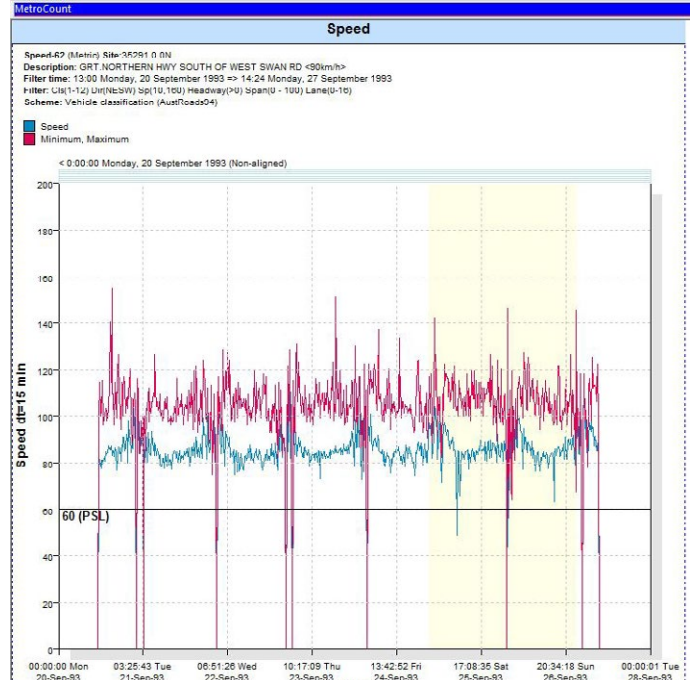 MetroCount
Speed
Speed-62 (Metric) Site:35291.0.0N
Description: GRT.NORTHERN HWY SOUTH OF WEST SWAN RD <90km/h>
Filter time: 13:00 Monday, 20 September 1993 => 14:24 Monday, 27 September 1993
Filter: Cls(1-12) Dir(NESW) Sp(10,160) Headway(>0) Span(0 - 100) Lane(0-16)
Scheme: Vehicle classification (AustRoads94)
Speed
Minimum, Maximum
< 0:00:00 Monday, 20 September 1993 (Non-aligned)
200
180
160
140
120
100
80
60
40
20
0
Speed dt=15 min
60 (PSL)
00:00:00 Mon 03:25:43 Tue 06:51:26 Wed 10:17:09 Thu 13:42:52 Fri 17:08:35 Sat 20:34:18 Sun 00:00:01 Tue
20-Sep-93 21-Sep-93 22-Sep-93 23-Sep-93 24-Sep-93 25-Sep-93 26-Sep-93 28-Sep-93